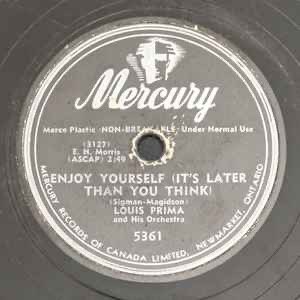 Mercury
Merco Plastic (NON-BREAKABLE) Under Normal Use
(3127)
E. H. Morris
(ASCAP) 2:49
ENJOY YOURSELF (IT'S LATER
THAN YOU THINK)
(Sigman-Magidson)
LOUIS PRIMA
and His Orchestra
5361
MERCURY RECORDS OF CANADA LIMITED, NEWMARKET, ONTARIO